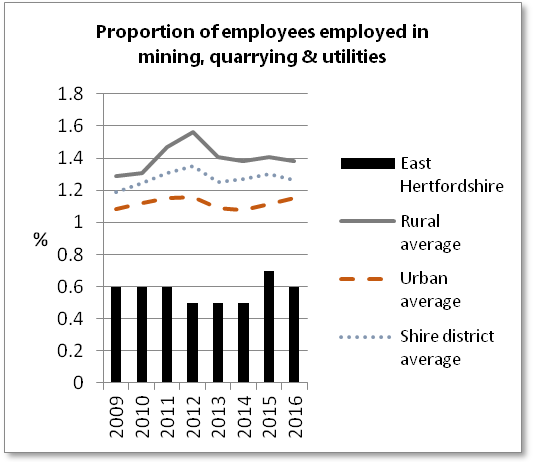 Proportion of employees employed in
mining, quarrying & utilities
1.8
1.6
1.4
1.2
1
0.8
0.6
0.4
0.2
0
%
2009
2010
2011
2012
2013
2014
2015
2016
East
Hertfordshire
Rural
average
Urban
average
Shire district
average